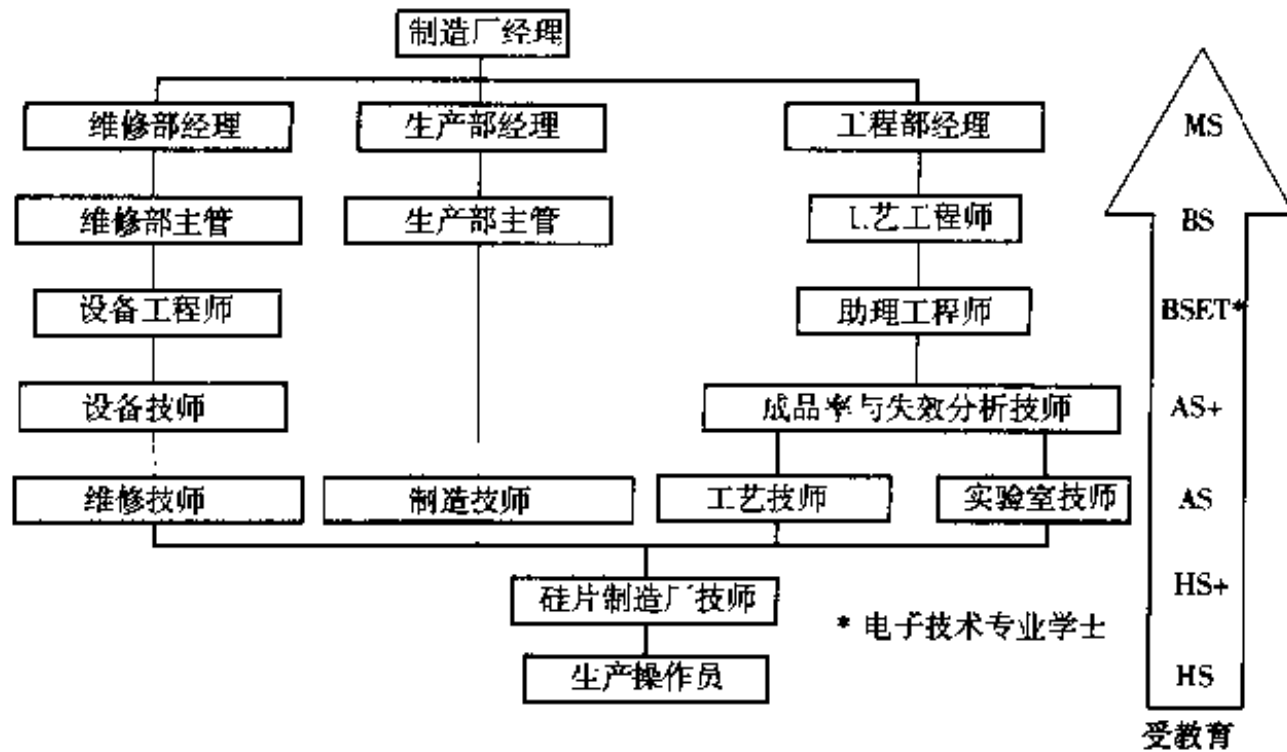 制造厂经理
维修部经理
生产部经理
工程部经理
MS
维修部主管
生产部主管
工艺工程师
BS
设备工程师
助理工程师
BSET*
设备技师
成品率与失效分析技师
AS+
维修技师
制造技师
工艺技师
实验室技师
AS
硅片制造厂技师
HS+
* 电子技术专业学士
生产操作员
HS
受教育